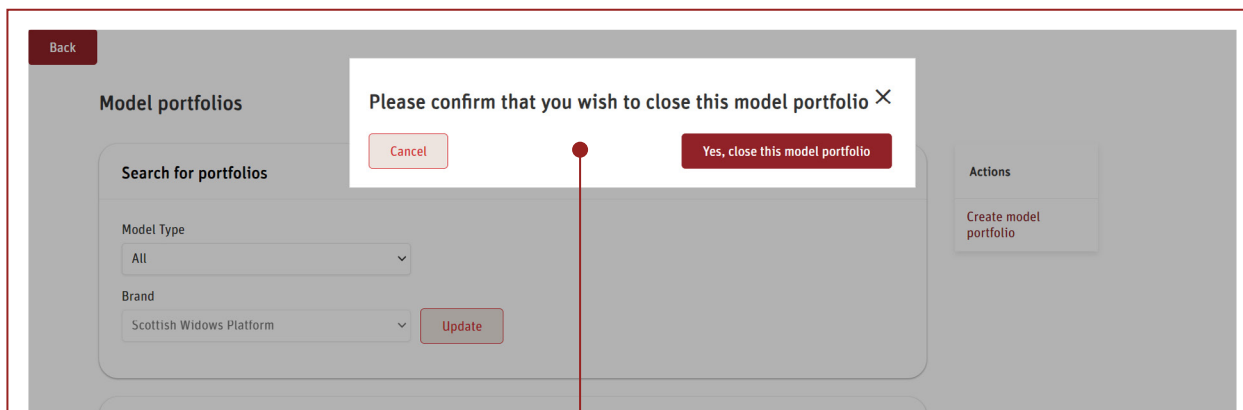 Back
Model portfolios
Please confirm that you wish to close this model portfolio
Cancel
Yes, close this model portfolio
Search for portfolios
Actions
Model Type
Create model
portfolio
All
Brand
Scottish Widows Platform
Update